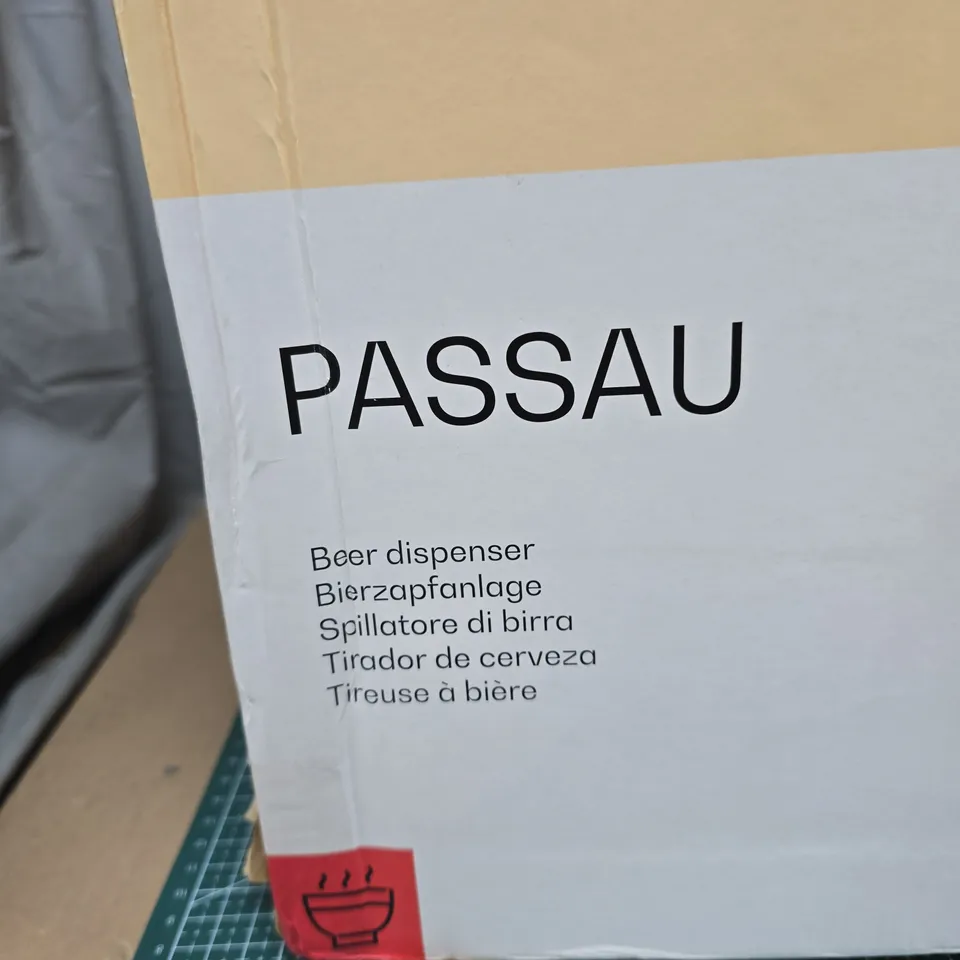 PASSAU
Beer dispenser
Bierzapfanlage
Spillatore di birra
Tirador de cerveza
Tireuse à bière